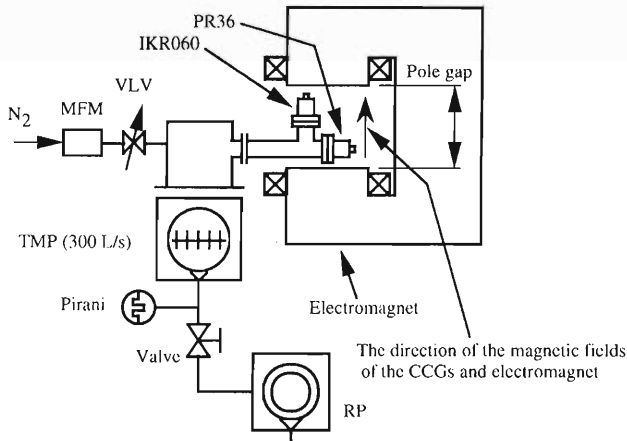 PR36
IKR060
VLV
MFM
N2
Pole gap
TMP (300 L/s)
Pirani
Electromagnet
Valve
The direction of the magnetic fields
of the CCGs and electromagnet
RP